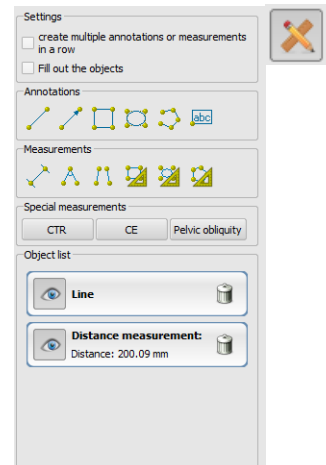 Settings
create multiple annotations or measurements
in a row
Fill out the objects
Annotations
abc
Measurements
Special measurements
CTR CE Pelvic obliquity
Object list
Line
Distance measurement:
Distance: 200.09 mm